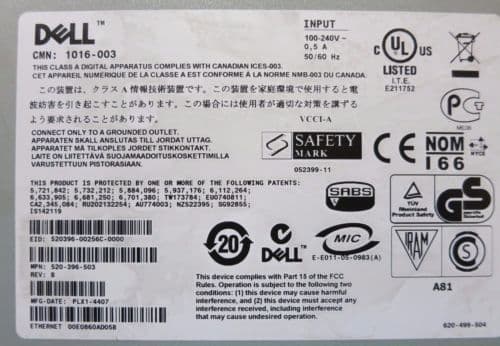 DELL™
CMN: 1016-003
INPUT
100-240V~
0,5 A
50/60 Hz
THIS CLASS A DIGITAL APPARATUS COMPLIES WITH CANADIAN ICES-003.
CET APPAREIL NUMERIQUE DE LA CLASSE A EST CONFORME A LA NORME NMB-003 DU CANADA.
C UL US
LISTED
I.T.E.
E211752
この装置は、クラスA情報技術装置です。この装置を家庭環境で使用すると電
波妨害を引き起こすことがあります。この場合には使用者が適切な対策を講ずるよ
う要求されることがあります。
VCCI-A
CONNECT ONLY TO A GROUNDED OUTLET.
APPARATEN SKALL ANSLUTAS TILL JORDAT UTTAG.
APPARATET MÅ TILKOPLES JORDET STIKKONTAKT.
LAITE ON LIITETTÄVÄ SUOJAMAADOITUSKOSKETTIMILLA
VARUSTETTUUN PISTORASIAAN.
S SAFETY
MARK
052399-11
ME06
CE
NOM
I66
NYCE
THIS PRODUCT IS PROTECTED BY ONE OR MORE OF THE FOLLOWING PATENTS:
5,721,842; 5,732,212; 5,884,096; 5,937,176; 6,112,264;
6,633,905; 6,681,250; 6,701,380; TW173784; EU0740811;
CA2,345,084; RU202132254; AU774003; NZ522395; SG92855;
IS142119
SABS
TÜV
Rheinland
Product Safety
GS
EID: 520396-00256C-0000
MPN: 520-396-503
REV: B
MFG-DATE: PLX1-4407
ETHERNET 00E0860AD05B
20
N
DELL™
MIC
E-E011-05-0983(A)
IRAM
S
A81
This device complies with Part 15 of the FCC
Rules. Operation is subject to the following two
conditions: (1) this device may cause harmful
interference, and (2) this device must accept any
interference received, including interference
that may cause undesired operation.
620-499-504